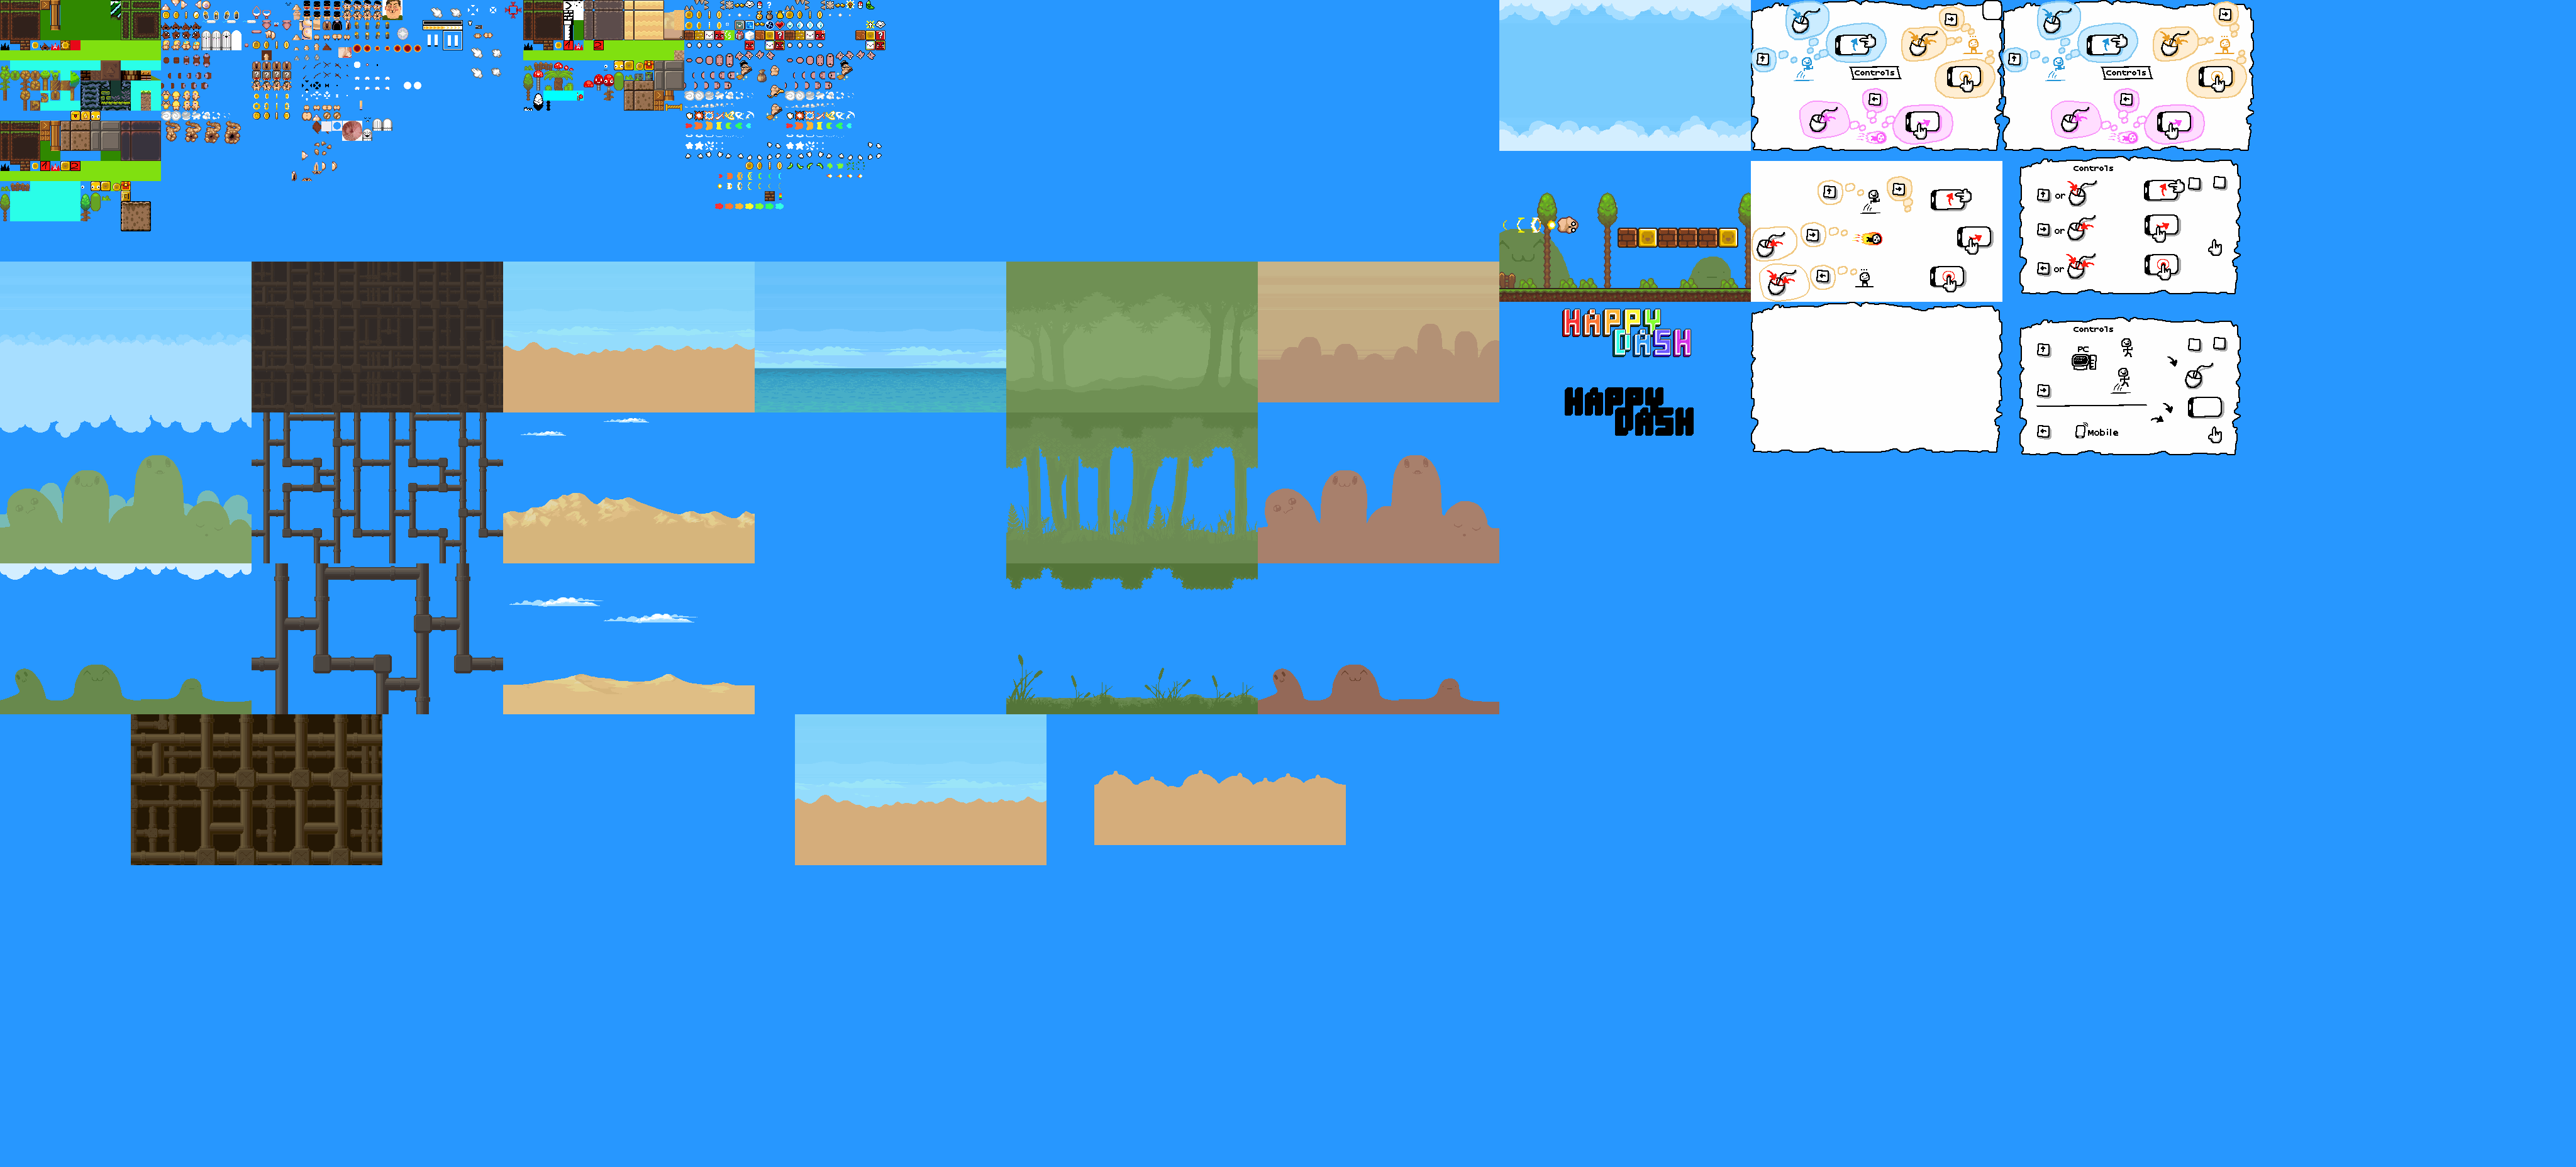 Controls
Controls
Controls
or
or
or
HAPPY
DASH
HAPPY
DASH
Controls
PC
Mobile